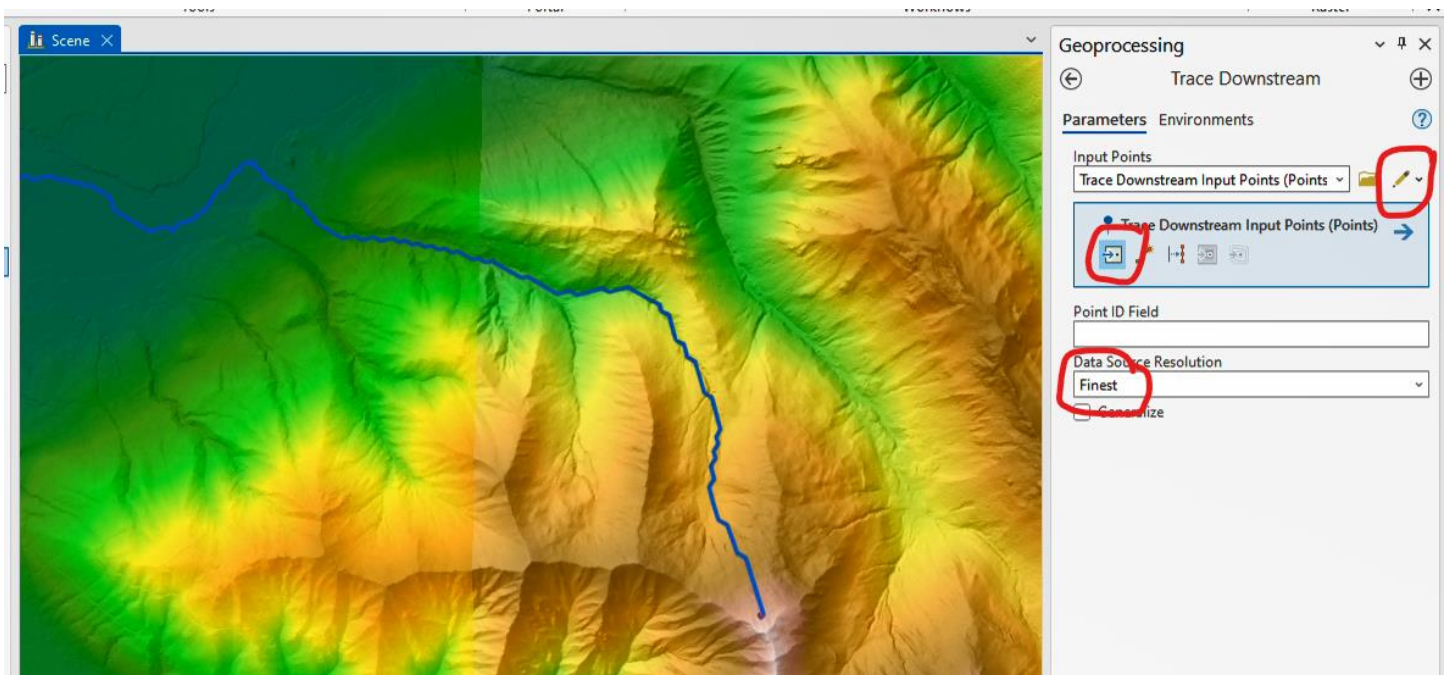 Scene
Geoprocessing
Trace Downstream
Parameters Environments
Input Points
Trace Downstream Input Points (Points
Trace Downstream Input Points (Points)
Point ID Field
Data Source Resolution
Finest
Generalize